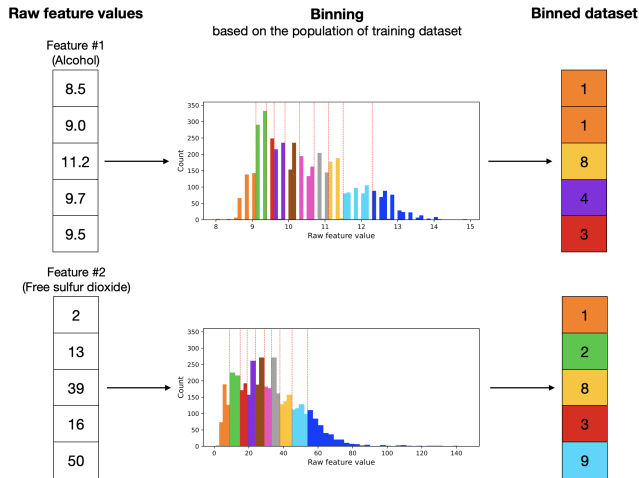 Raw feature values
Binning
Binned dataset
based on the population of training dataset
Feature #1
(Alcohol)
8.5
9.0
11.2
9.7
9.5
350
300
250
200
150
100
50
0
Count
8 9 10 11 12 13 14 15
Raw feature value
1
1
8
4
3
Feature #2
(Free sulfur dioxide)
2
13
39
16
50
350
300
250
200
150
100
50
0
Count
0 20 40 60 80 100 120 140
Raw feature value
1
2
8
3
9